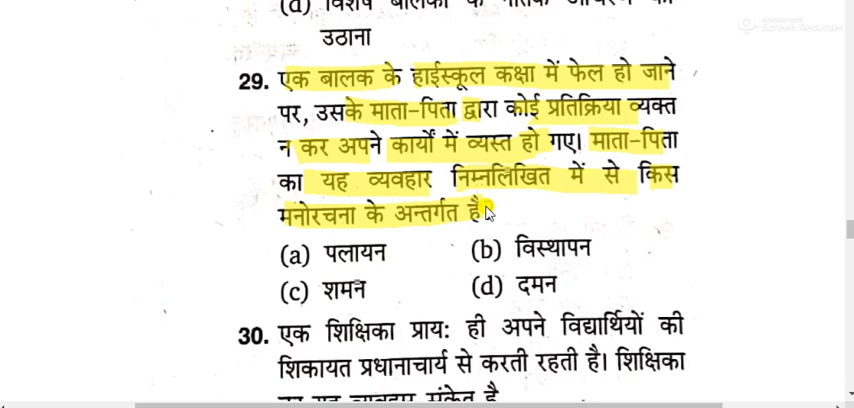 (d) विशेष बालकों के
उठाना
29. एक बालक के हाईस्कूल कक्षा में फेल हो जाने
पर, उसके माता-पिता द्वारा कोई प्रतिक्रिया व्यक्त
न कर अपने कार्यों में व्यस्त हो गए। माता-पिता
का यह व्यवहार निम्नलिखित में से किस
मनोरचना के अन्तर्गत है
(a) पलायन (b) विस्थापन
(c) शमन (d) दमन
30. एक शिक्षिका प्राय: ही अपने विद्यार्थियों की
शिकायत प्रधानाचार्य से करती रहती है। शिक्षिका